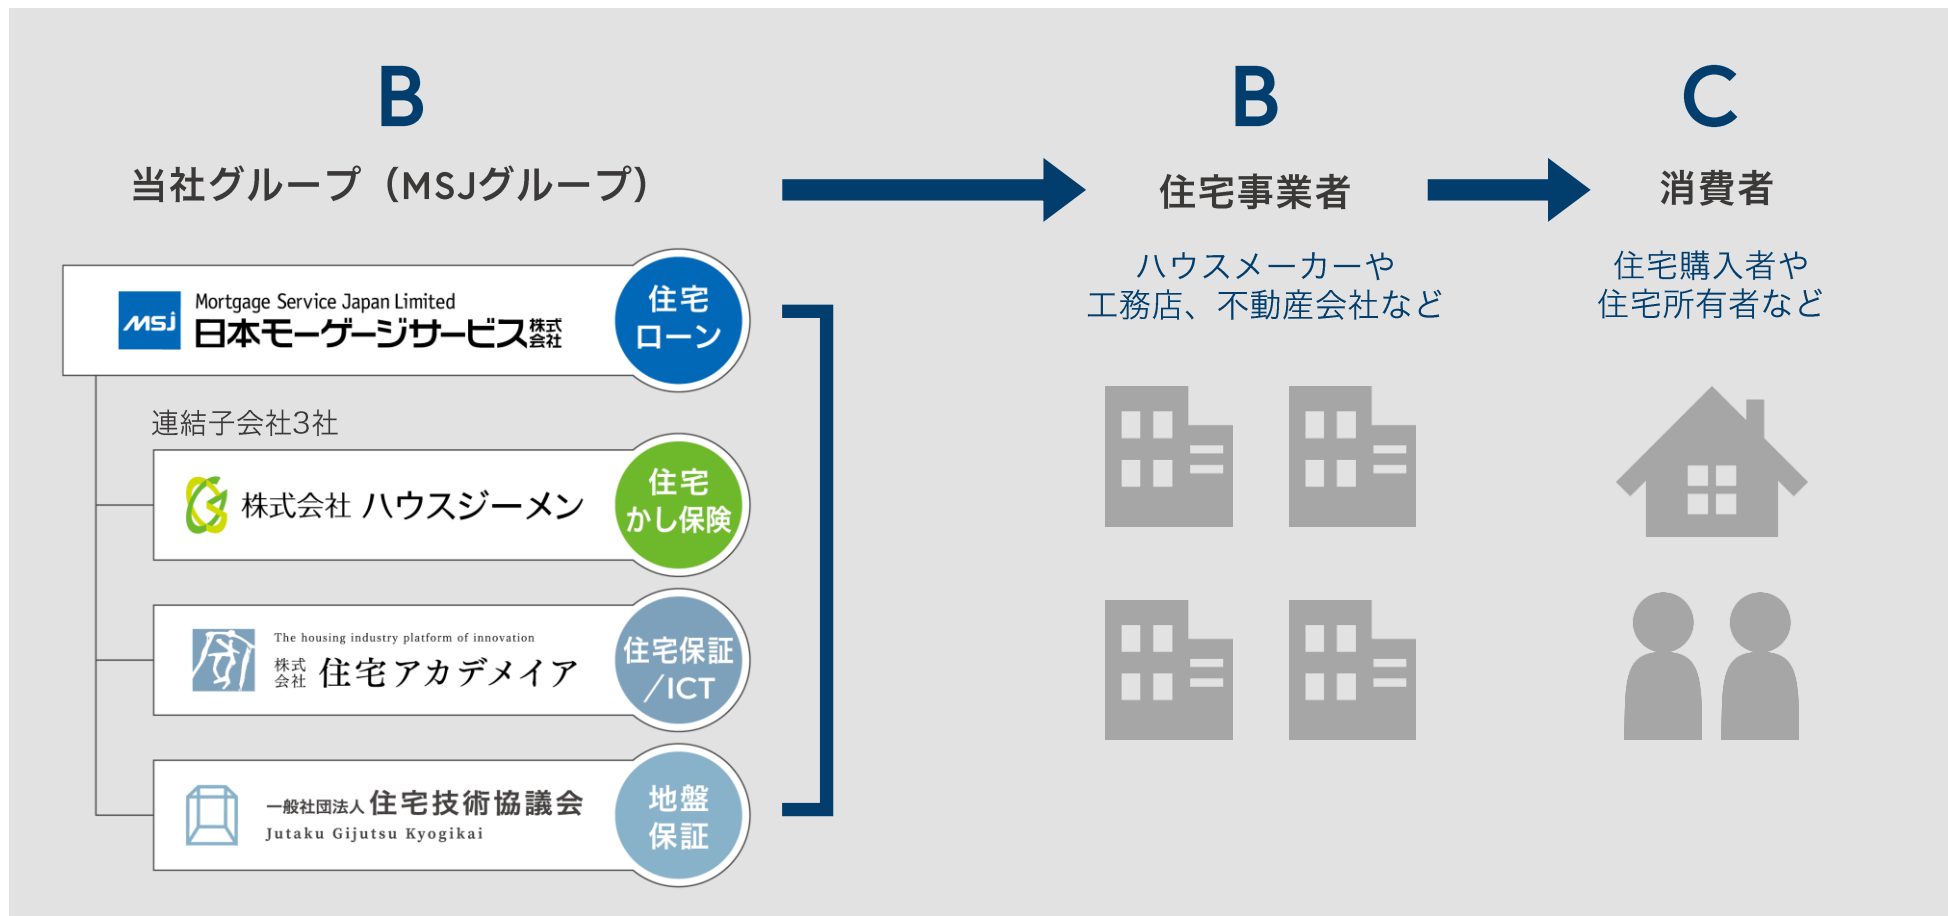 B
当社グループ（MSJグループ）
B
住宅事業者
C
消費者
ハウスメーカーや
工務店、不動産会社など
住宅購入者や
住宅所有者など
MSJ
Mortgage Service Japan Limited
日本モーゲージサービス株式会社
住宅
ローン
連結子会社3社
株式会社 ハウスジーメン
住宅
かし保険
The housing industry platform of innovation
株式会社 住宅アカデメイア
住宅保証
／ICT
一般社団法人 住宅技術協議会
Jutaku Gijutsu Kyogikai
地盤
保証